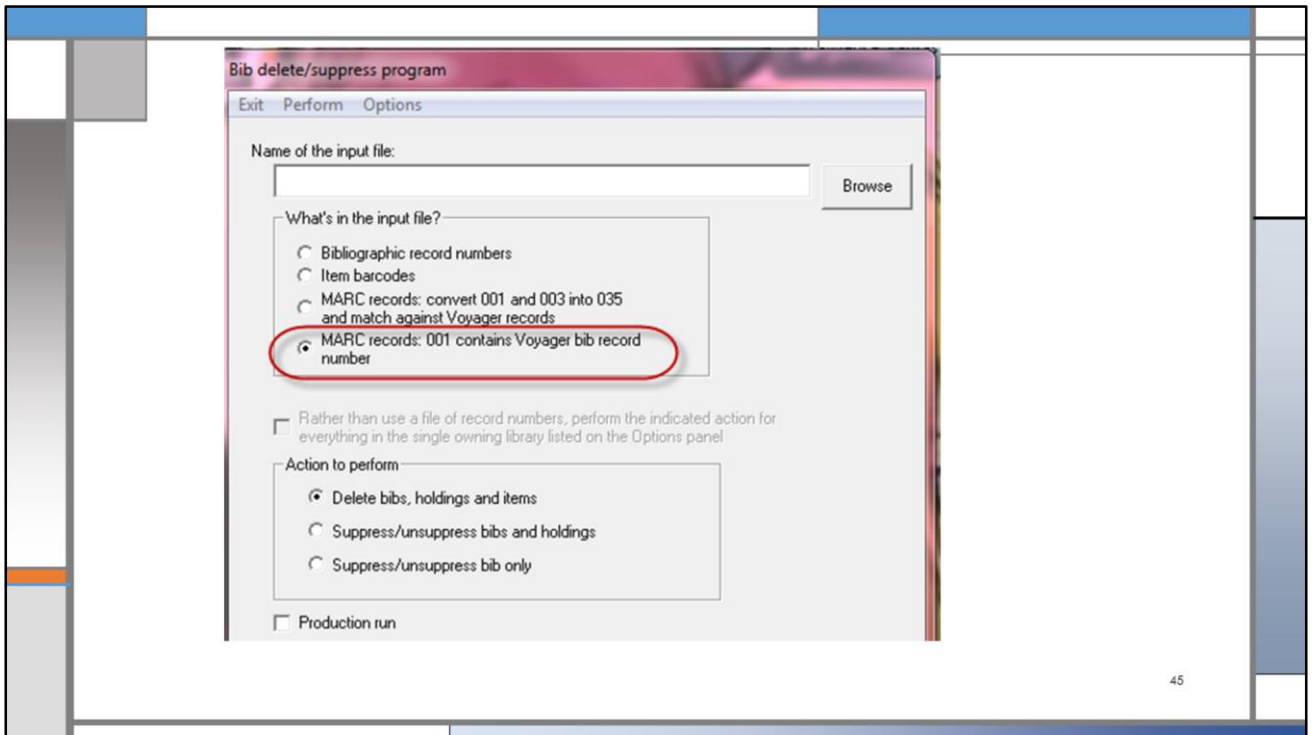 Bib delete/suppress program
Exit Perform Options
Name of the input file:
Browse
What's in the input file?
Bibliographic record numbers
Item barcodes
MARC records: convert 001 and 003 into 035
and match against Voyager records
MARC records: 001 contains Voyager bib record
number
Rather than use a file of record numbers, perform the indicated action for
everything in the single owning library listed on the Options panel
Action to perform
Delete bibs, holdings and items
Suppress/unsuppress bibs and holdings
Suppress/unsuppress bib only
Production run
45